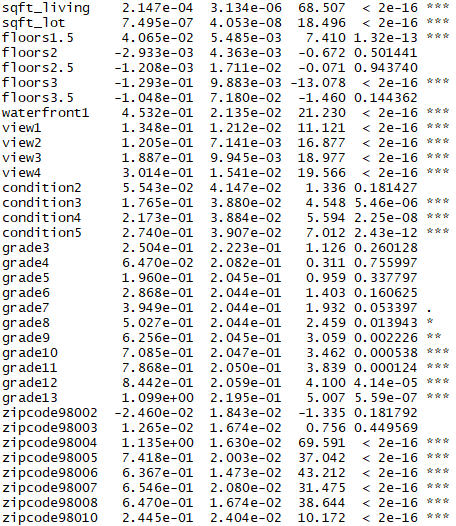 sqft_living 2.147e-04 3.134e-06 68.507 < 2e-16 ***
sqft_lot 7.495e-07 4.053e-08 18.496 < 2e-16 ***
floors1.5 4.065e-02 5.485e-03 7.410 1.32e-13 ***
floors2 -2.933e-03 4.363e-03 -0.672 0.501441
floors2.5 -1.208e-03 1.711e-02 -0.071 0.943740
floors3 -1.293e-01 9.883e-03 -13.078 < 2e-16 ***
floors3.5 -1.048e-01 7.180e-02 -1.460 0.144362
waterfront1 4.532e-01 2.135e-02 21.230 < 2e-16 ***
view1 1.348e-01 1.212e-02 11.121 < 2e-16 ***
view2 1.205e-01 7.141e-03 16.877 < 2e-16 ***
view3 1.887e-01 9.945e-03 18.977 < 2e-16 ***
view4 3.014e-01 1.541e-02 19.566 < 2e-16 ***
condition2 5.543e-02 4.147e-02 1.336 0.181427
condition3 1.765e-01 3.880e-02 4.548 5.46e-06 ***
condition4 2.173e-01 3.884e-02 5.594 2.25e-08 ***
condition5 2.740e-01 3.907e-02 7.012 2.43e-12 ***
grade3 2.504e-01 2.223e-01 1.126 0.260128
grade4 6.470e-02 2.082e-01 0.311 0.755997
grade5 1.960e-01 2.045e-01 0.959 0.337797
grade6 2.868e-01 2.044e-01 1.403 0.160625
grade7 3.949e-01 2.044e-01 1.932 0.053397 .
grade8 5.027e-01 2.044e-01 2.459 0.013943 *
grade9 6.256e-01 2.045e-01 3.059 0.002226 **
grade10 7.085e-01 2.047e-01 3.462 0.000538 ***
grade11 7.868e-01 2.050e-01 3.839 0.000124 ***
grade12 8.442e-01 2.059e-01 4.100 4.14e-05 ***
grade13 1.099e+00 2.195e-01 5.007 5.59e-07 ***
zipcode98002 -2.460e-02 1.843e-02 -1.335 0.181792
zipcode98003 1.265e-02 1.674e-02 0.756 0.449569
zipcode98004 1.135e+00 1.630e-02 69.591 < 2e-16 ***
zipcode98005 7.418e-01 2.003e-02 37.042 < 2e-16 ***
zipcode98006 6.367e-01 1.473e-02 43.212 < 2e-16 ***
zipcode98007 6.546e-01 2.080e-02 31.475 < 2e-16 ***
zipcode98008 6.470e-01 1.674e-02 38.644 < 2e-16 ***
zipcode98010 2.445e-01 2.404e-02 10.172 < 2e-16 ***